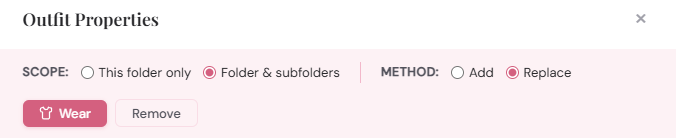 Outfit Properties
SCOPE: This folder only Folder & subfolders METHOD: Add Replace
Wear Remove